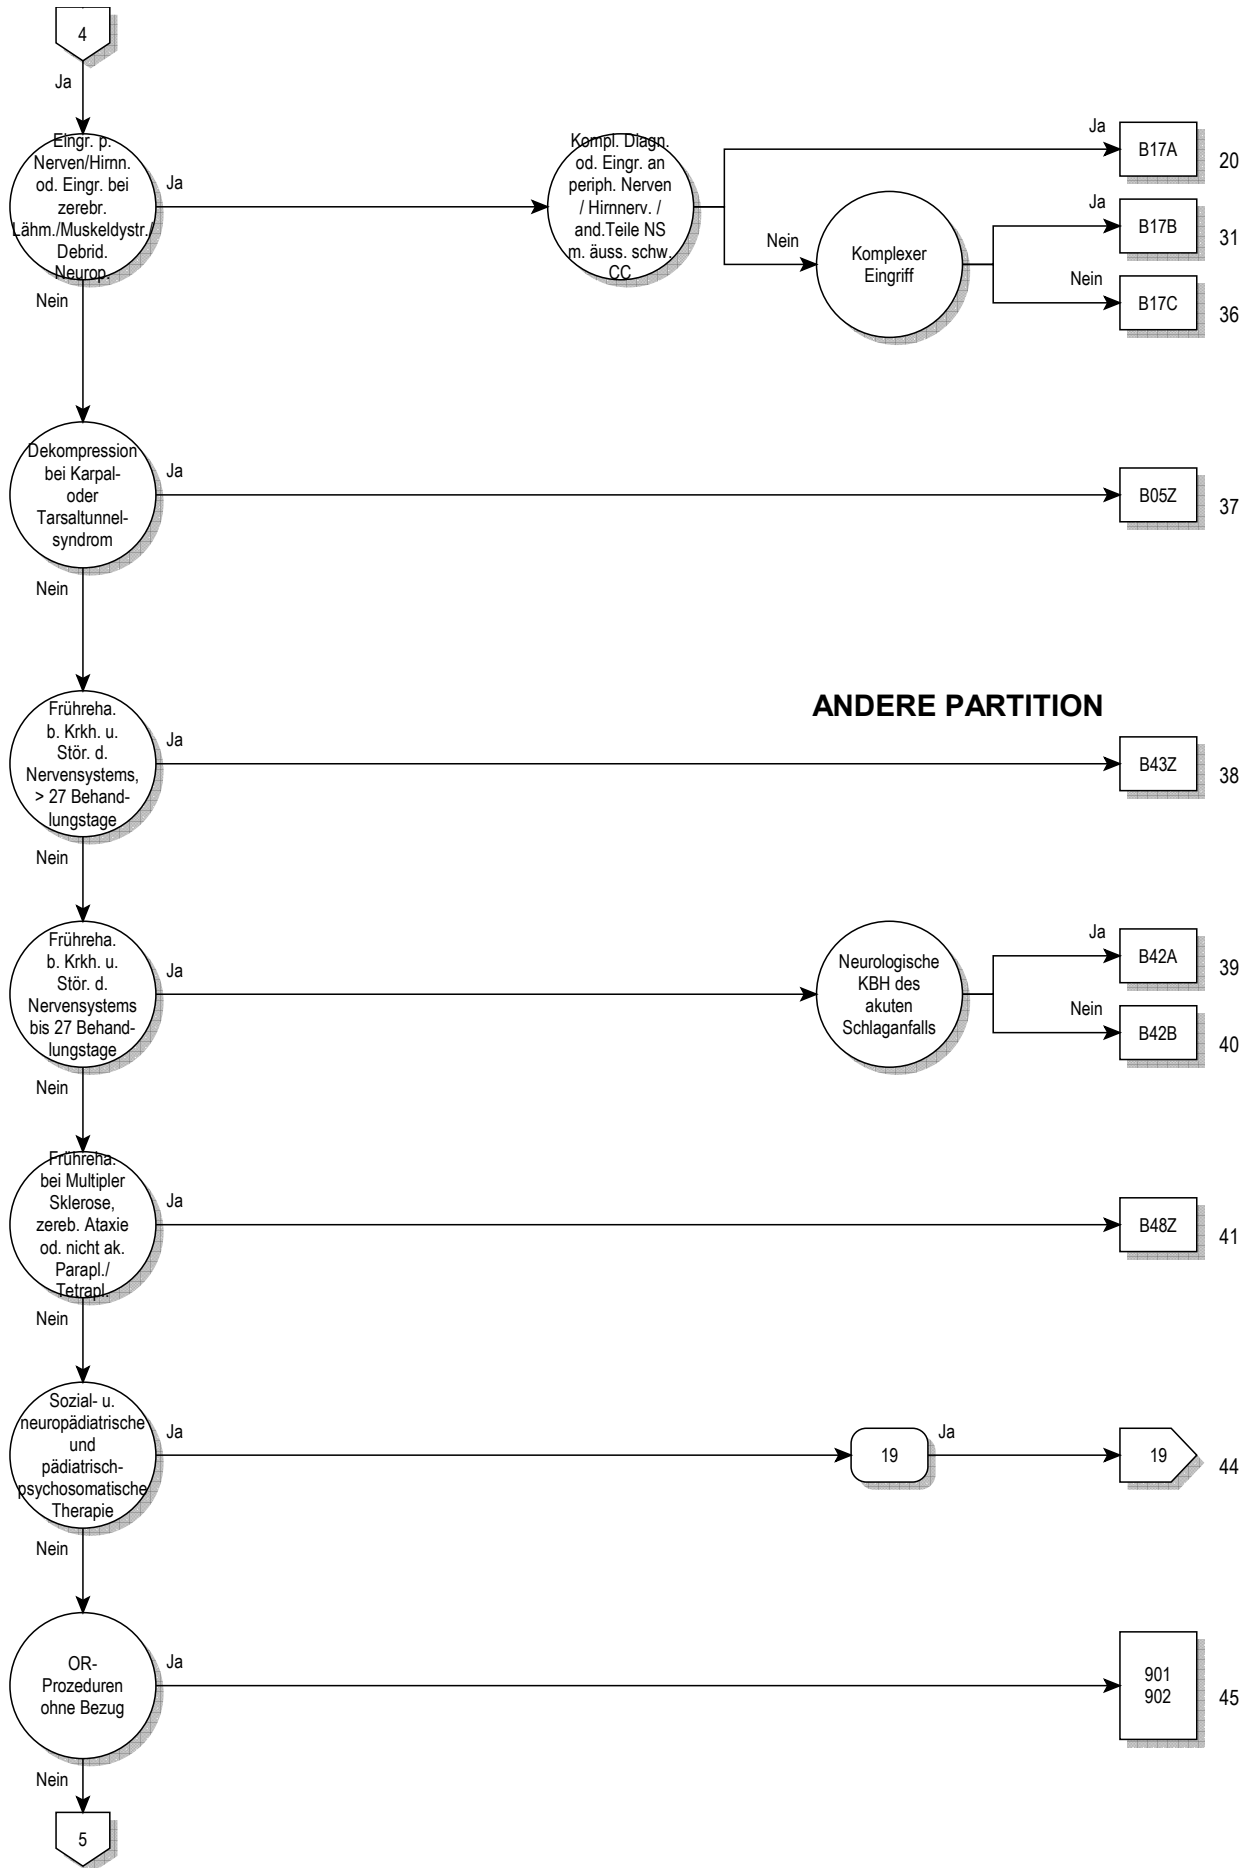 4
Ja
Eingr. p.
Nerven/Hirnn.
od. Eingr. bei
zerebr.
Lähm./Muskeldystr./
Debrid.
Neurop.
Ja
Kompl. Diagn.
od. Eingr. an
periph. Nerven
/ Hirnnerv. /
and.Teile NS
m. äuss. schw.
CC
Ja
B17A
20
Nein
Komplexer
Eingriff
Ja
B17B
31
Nein
B17C
36
Nein
Dekompression
bei Karpal-
oder
Tarsaltunnel-
syndrom
Ja
B05Z
37
Nein
ANDERE PARTITION
Frühreha.
b. Krkh. u.
Stör. d.
Nervensystems,
> 27 Behand-
lungstage
Ja
B43Z
38
Nein
Frühreha.
b. Krkh. u.
Stör. d.
Nervensystems
bis 27 Behand-
lungstage
Ja
Neurologische
KBH des
akuten
Schlaganfalls
Ja
B42A
39
Nein
B42B
40
Nein
Frühreha.
bei Multipler
Sklerose,
zereb. Ataxie
od. nicht ak.
Parapl./
Tetrapl.
Ja
B48Z
41
Nein
Sozial- u.
neuropädiatrische
und
pädiatrisch-
psychosomatische
Therapie
Ja
19
Ja
19
44
Nein
OR-
Prozeduren
ohne Bezug
Ja
901
902
45
Nein
5